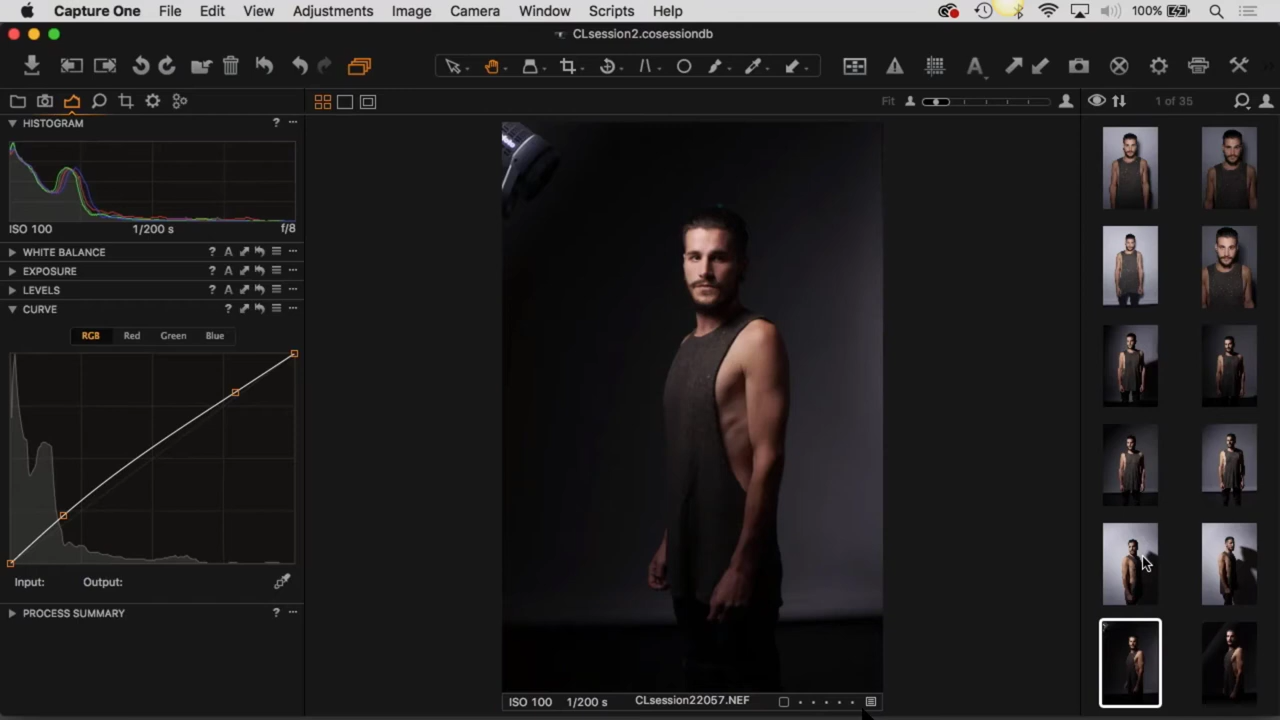 Capture One File Edit View Adjustments Image Camera Window Scripts Help 100%
CLsession2.cosessiondb
Fit 1 of 35
HISTOGRAM ? ...
ISO 100 1/200 s f/8
WHITE BALANCE ? A ...
EXPOSURE ? A ...
LEVELS ? A ...
CURVE ? ...
RGB Red Green Blue
Input: Output:
PROCESS SUMMARY ? ...
ISO 100 1/200 s CLsession22057.NEF